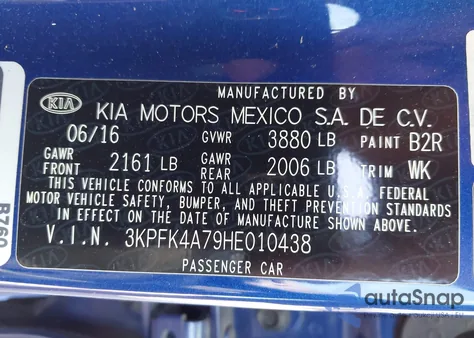 MANUFACTURED BY
KIA KIA MOTORS MEXICO S.A. DE C.V.
06/16 GVWR 3880 LB PAINT B2R
GAWR FRONT 2161 LB GAWR REAR 2006 LB TRIM WK
THIS VEHICLE CONFORMS TO ALL APPLICABLE U.S.A. FEDERAL
MOTOR VEHICLE SAFETY, BUMPER, AND THEFT PREVENTION STANDARDS
IN EFFECT ON THE DATE OF MANUFACTURE SHOWN ABOVE.
V.I.N. 3KPFK4A79HE010438
PASSENGER CAR
autoSnap